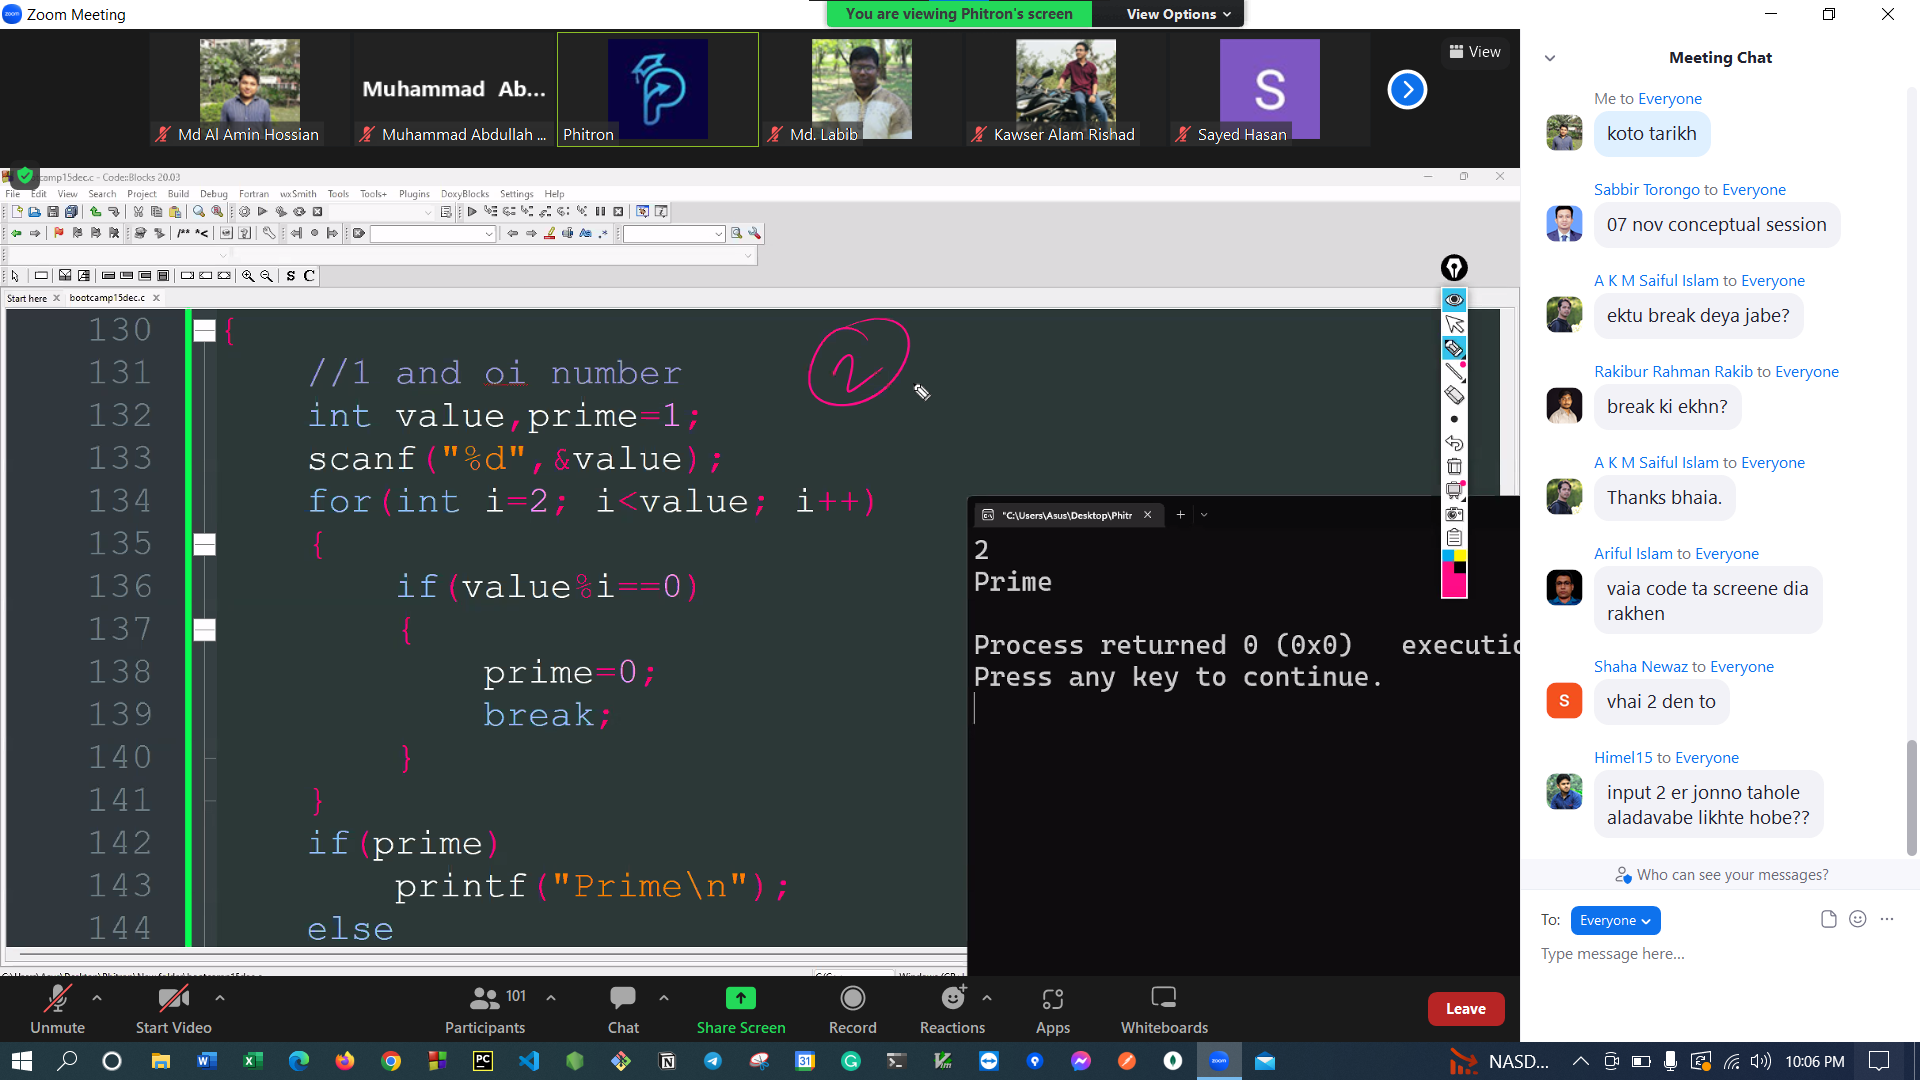 Zoom Meeting
You are viewing Phitron's screen
View Options
View
Muhammad Ab...
S
Md Al Amin Hossian
Muhammad Abdullah ...
Phitron
Md. Labib
Kawser Alam Rishad
Sayed Hasan
camp15dec.c - Code::Blocks 20.03
File Edit View Search Project Build Debug Fortran wxSmith Tools Tools+ Plugins DoxyBlocks Settings Help
Start here
bootcamp15dec.c
130 {
131 //1 and oi number
132 int value,prime=1;
133 scanf("%d",&value);
134 for(int i=2; i<value; i++)
135 {
136 if(value%i==0)
137 {
138 prime=0;
139 break;
140 }
141 }
142 if(prime)
143 printf("Prime\n");
144 else
2
"C:\Users\Asus\Desktop\Phitr
2
Prime
Process returned 0 (0x0) executio
Press any key to continue.
Meeting Chat
Me to Everyone
koto tarikh
Sabbir Torongo to Everyone
07 nov conceptual session
A K M Saiful Islam to Everyone
ektu break deya jabe?
Rakibur Rahman Rakib to Everyone
break ki ekhn?
A K M Saiful Islam to Everyone
Thanks bhaia.
Ariful Islam to Everyone
vaia code ta screene dia
rakhen
Shaha Newaz to Everyone
S
vhai 2 den to
Himel15 to Everyone
input 2 er jonno tahole
aladavabe likhte hobe??
Who can see your messages?
To: Everyone
Type message here...
Unmute
Start Video
101
Participants
Chat
Share Screen
Record
Reactions
Apps
Whiteboards
Leave
NASD...
10:06 PM